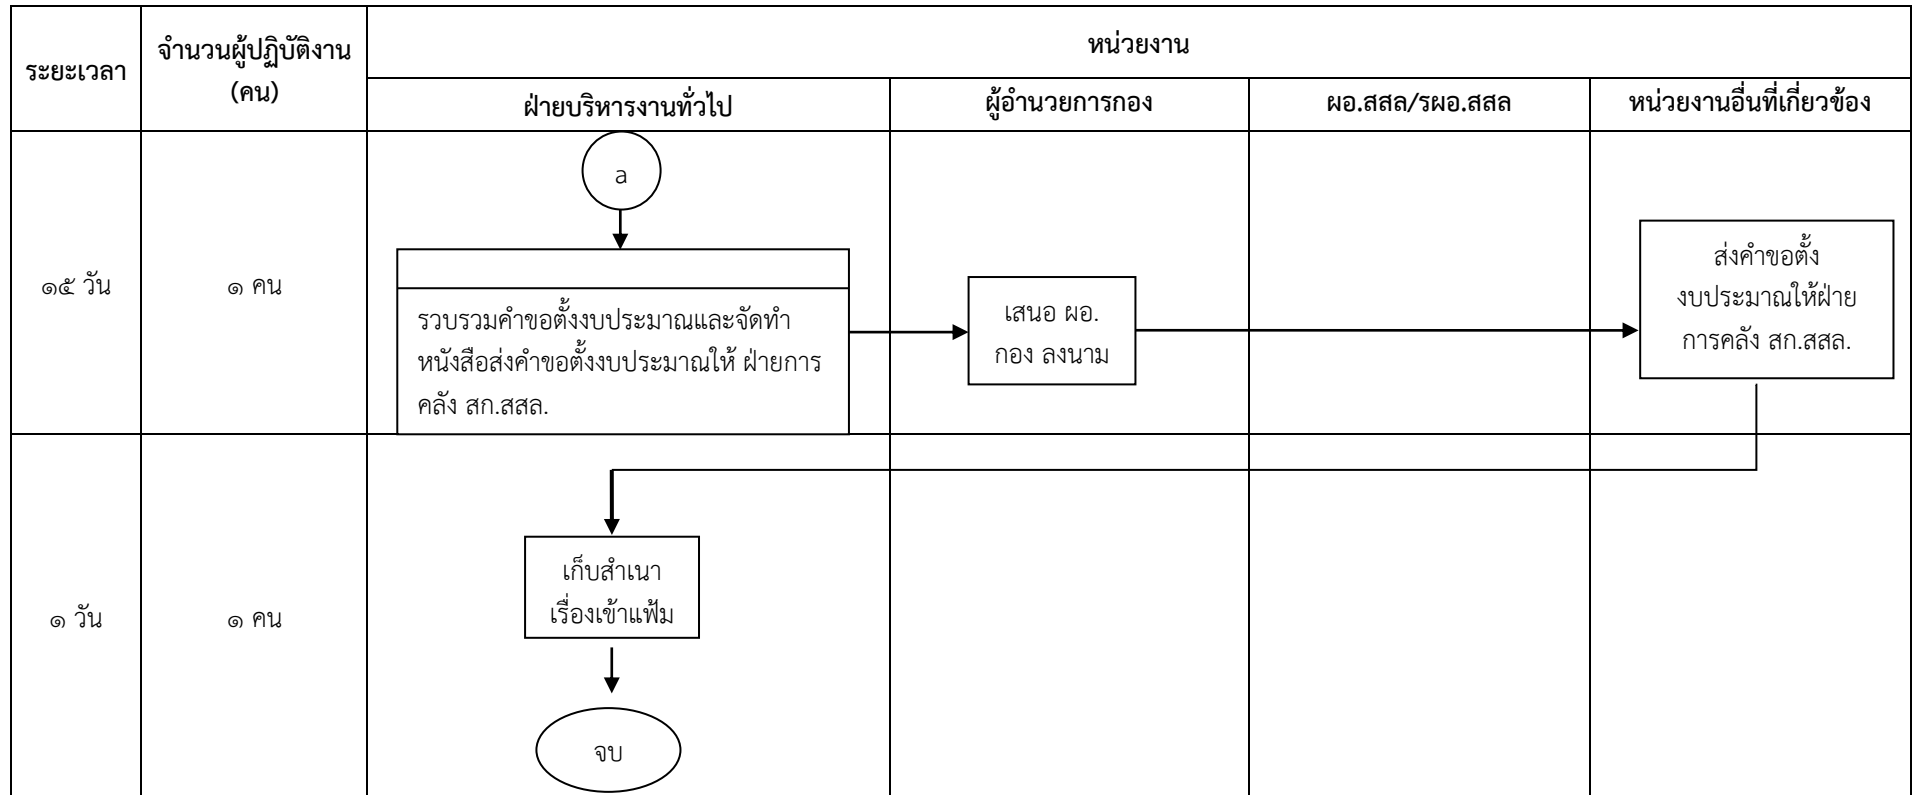 ระยะเวลา
จำนวนผู้ปฏิบัติงาน
(คน)
หน่วยงาน
ฝ่ายบริหารงานทั่วไป
ผู้อำนวยการกอง
ผอ.สสล/รผอ.สสล
หน่วยงานอื่นที่เกี่ยวข้อง
๑๕ วัน
๑ คน
a
รวบรวมคำขอตั้งงบประมาณและจัดทำ
หนังสือส่งคำขอตั้งงบประมาณให้ ฝ่ายการ
คลัง สก.สสล.
เสนอ ผอ.
กอง ลงนาม
ส่งคำขอตั้ง
งบประมาณให้ฝ่าย
การคลัง สก.สสล.
๑ วัน
๑ คน
เก็บสำเนา
เรื่องเข้าแฟ้ม
จบ